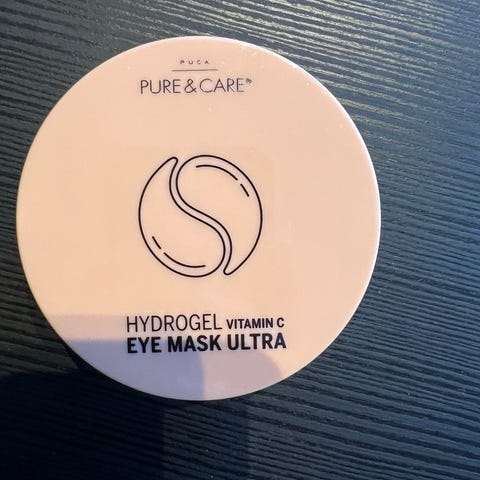 PUCA
PURE & CARE®
HYDROGEL VITAMIN C
EYE MASK ULTRA